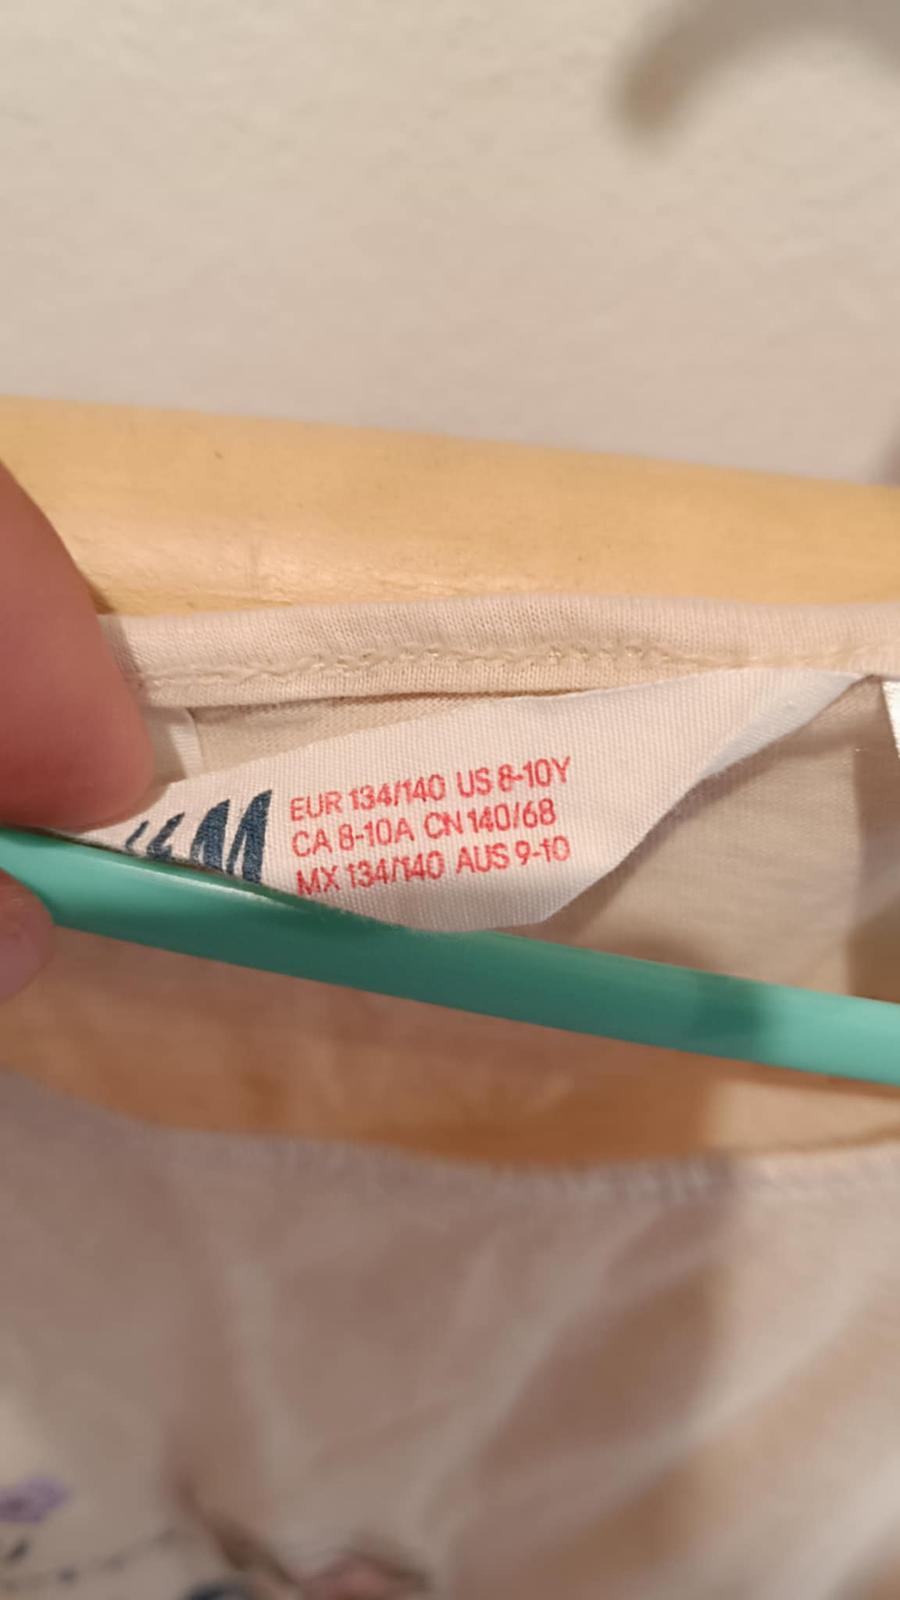 EUR 134/140 US 8-10Y
CA 8-10A CN 140/68
MX 134/140 AUS 9-10